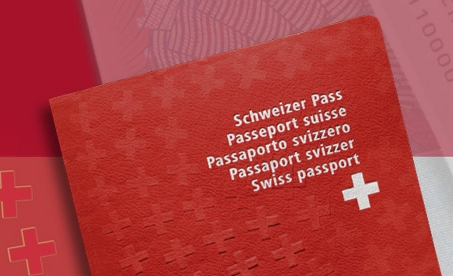 Schweizer Pass
Passeport suisse
Passaporto svizzero
Passaport svizzer
Swiss passport